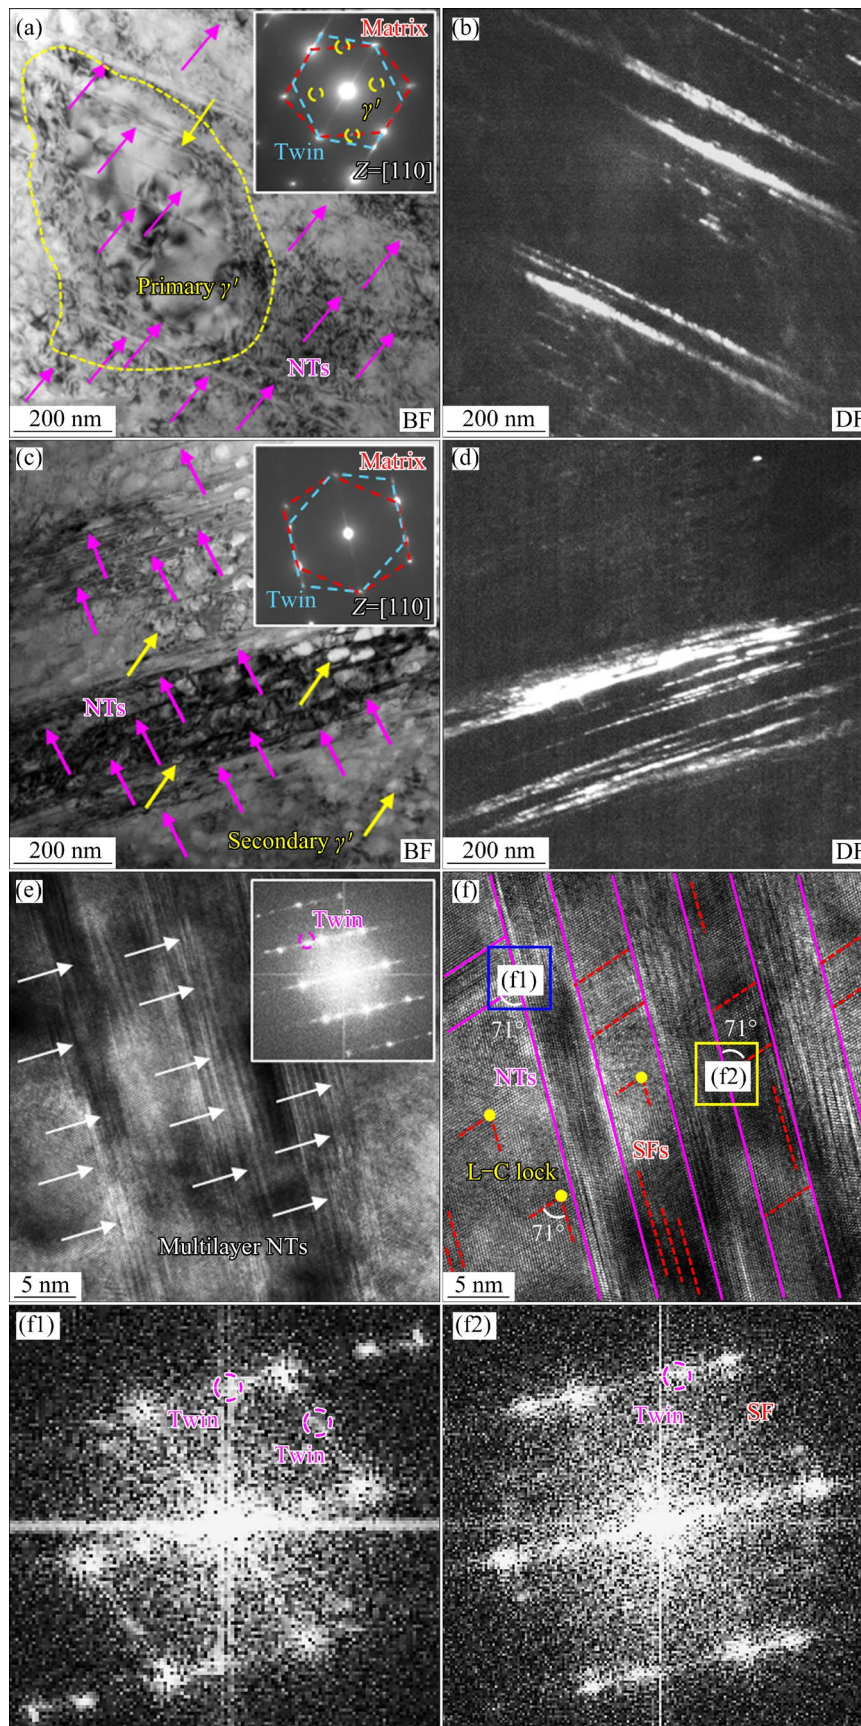 (a)
Matrix
γ′
Twin
Z=[110]
Primary γ′
NTs
200 nm
BF
(b)
200 nm
DF
(c)
Matrix
Twin
Z=[110]
NTs
Secondary γ′
200 nm
BF
(d)
200 nm
DF
(e)
Twin
Multilayer NTs
5 nm
(f)
(f1)
71°
71°
(f2)
NTs
SFs
L−C lock
71°
5 nm
(f1)
Twin
Twin
(f2)
Twin
SF